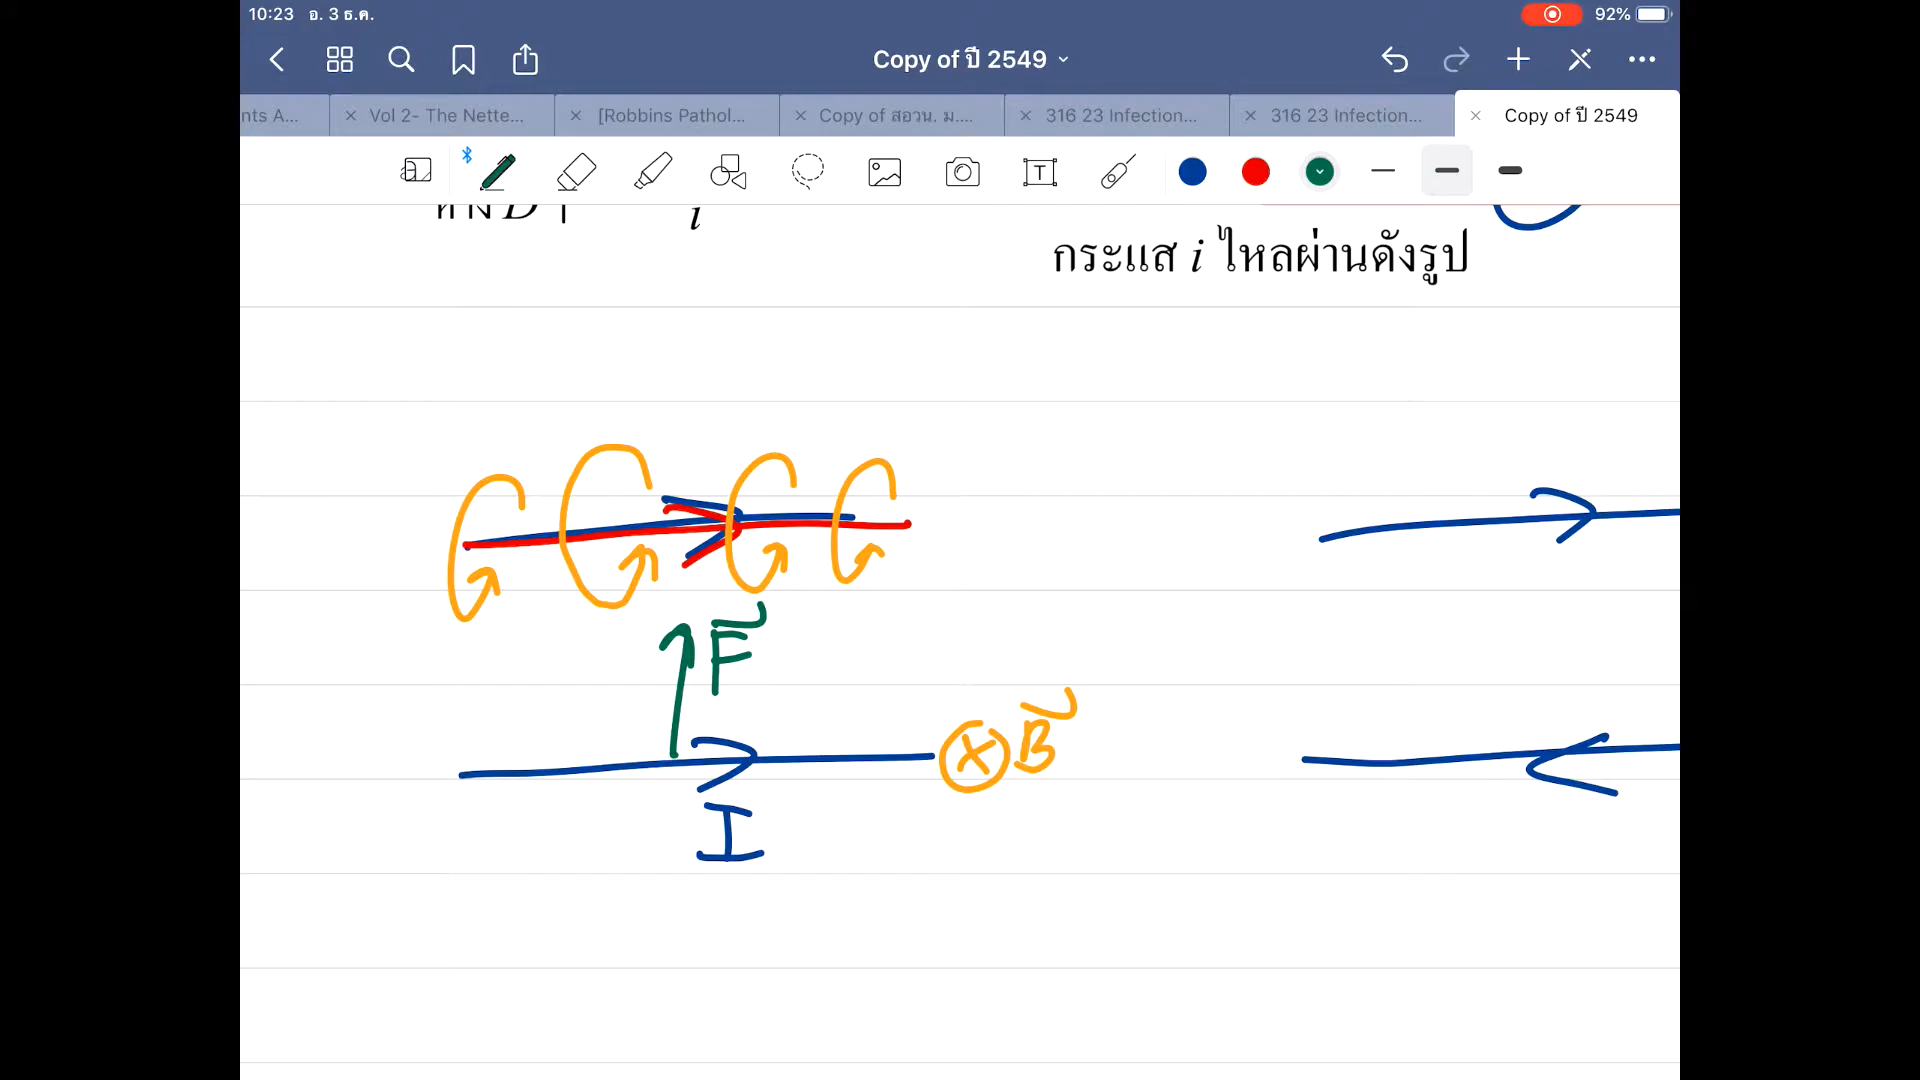 10:23 อ. 3 ธ.ค.
92%
Copy of ปี 2549
nts A...
Vol 2- The Nette...
[Robbins Pathol...
Copy of สอวน. ม....
316 23 Infection...
316 23 Infection...
Copy of ปี 2549
i
กระแส i ไหลผ่านดังรูป
F
B
I